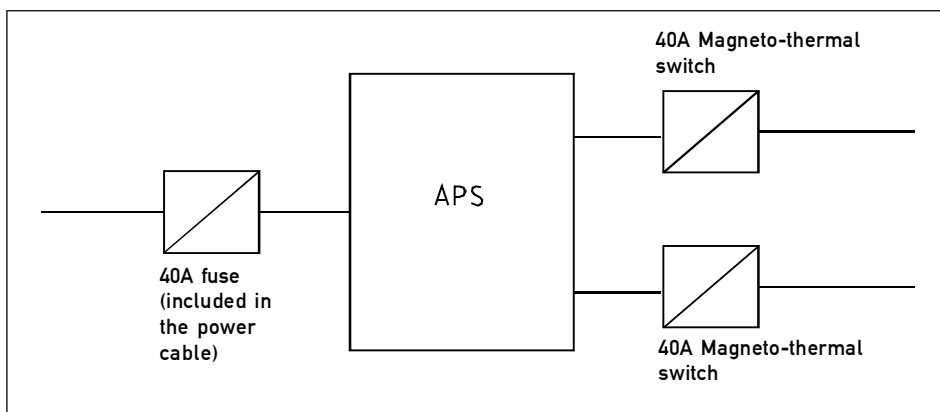 40A Magneto-thermal
switch
APS
40A fuse
(included in
the power
cable)
40A Magneto-thermal
switch